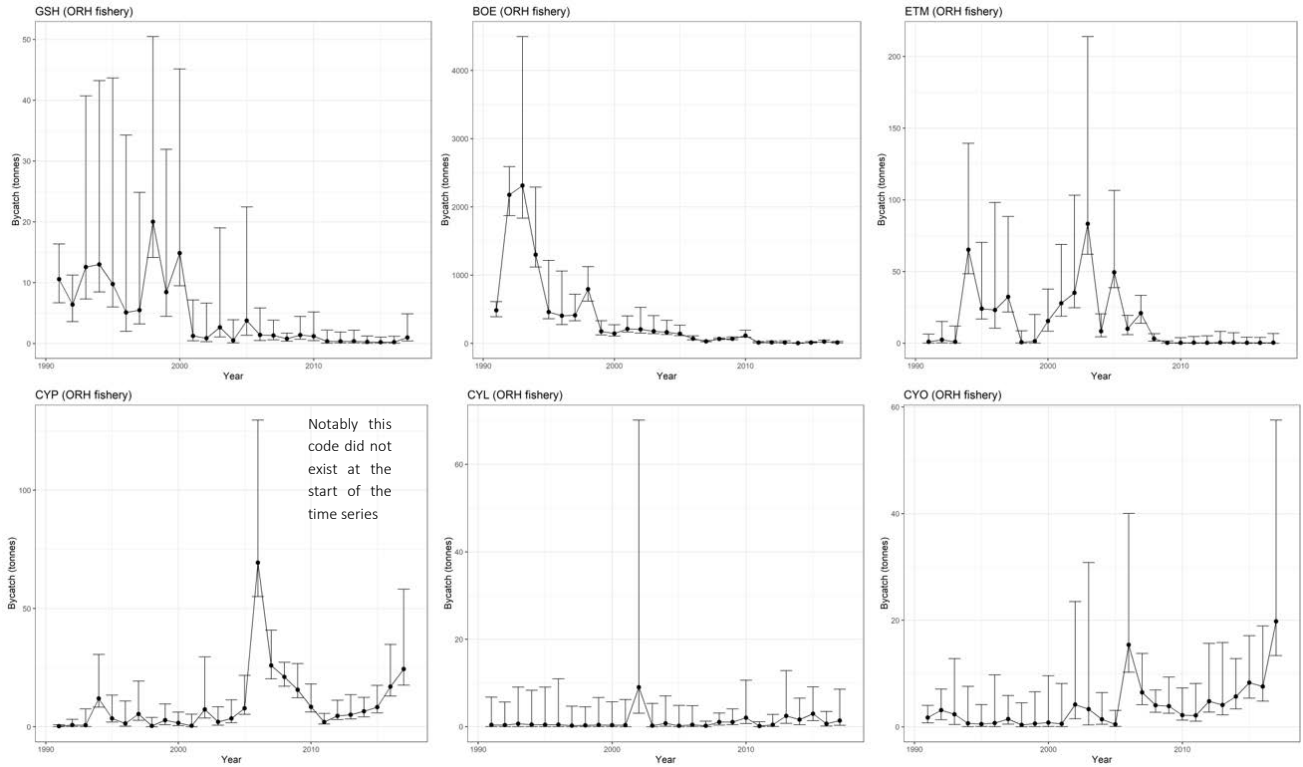 GSH (ORH fishery)
Bycatch (tonnes)
50
40
30
20
10
0
1990
2000
2010
Year
BOE (ORH fishery)
Bycatch (tonnes)
4000
3000
2000
1000
0
1990
2000
2010
Year
ETM (ORH fishery)
Bycatch (tonnes)
200
150
100
50
0
1990
2000
2010
Year
CYP (ORH fishery)
Notably this
code did not
exist at the
start of the
time series
Bycatch (tonnes)
100
50
0
1990
2000
2010
Year
CYL (ORH fishery)
Bycatch (tonnes)
60
40
20
0
1990
2000
2010
Year
CYO (ORH fishery)
Bycatch (tonnes)
60
40
20
0
1990
2000
2010
Year